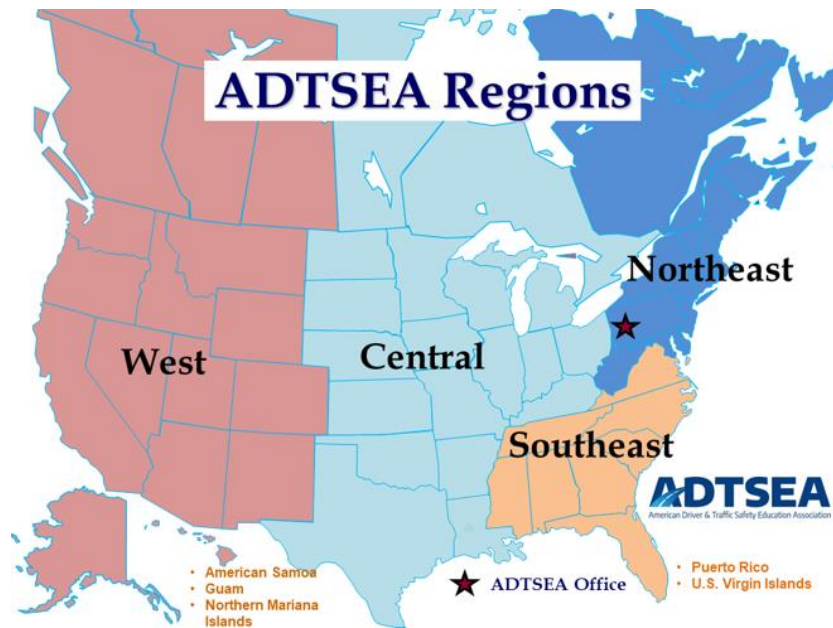 ADTSEA Regions
Northeast
West
Central
Southeast
ADTSEA
American Driver & Traffic Safety Education Association
• American Samoa
• Guam
• Northern Mariana
Islands
ADTSEA Office
• Puerto Rico
• U.S. Virgin Islands